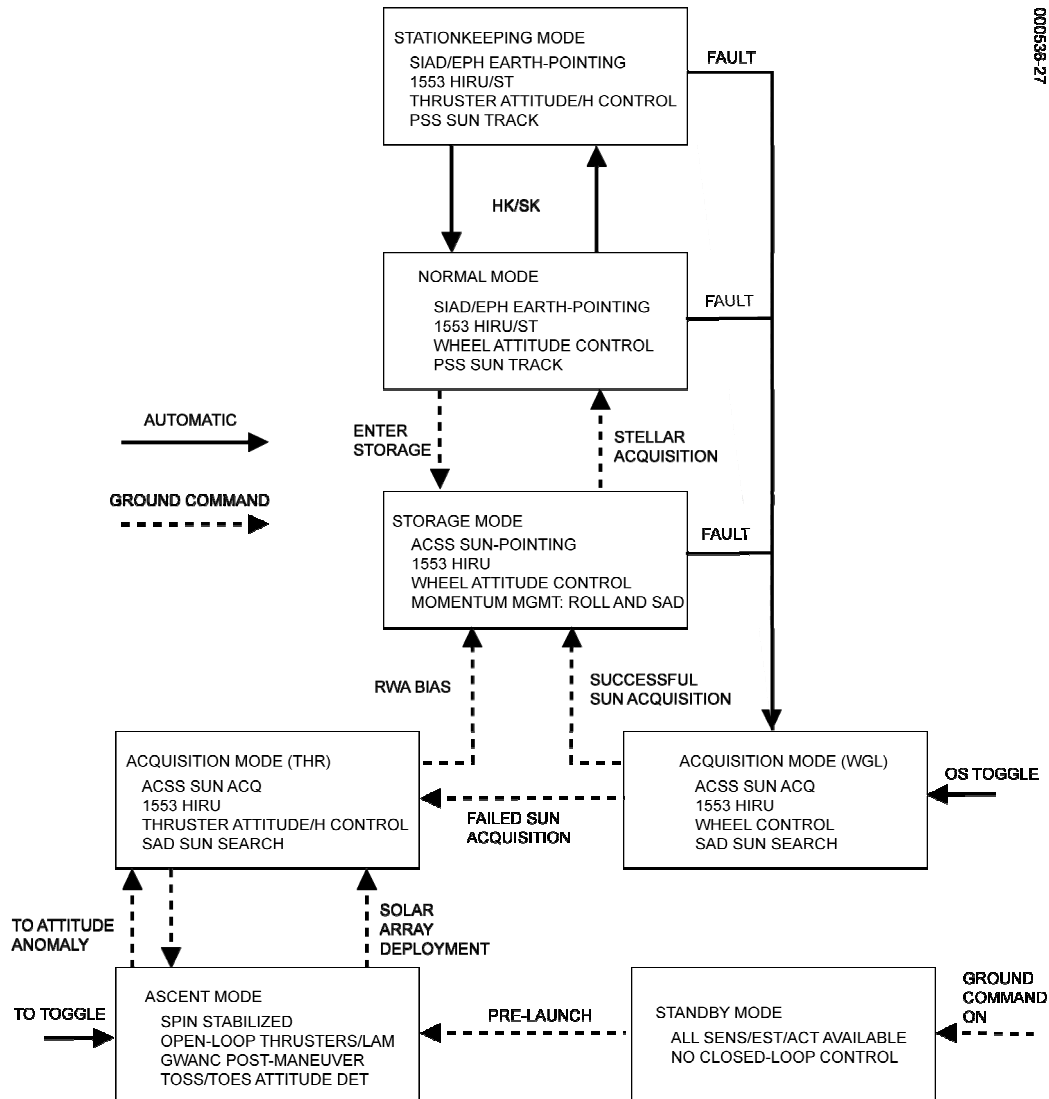 000538-27
STATIONKEEPING MODE
SIAD/EPH EARTH-POINTING
1553 HIRU/ST
THRUSTER ATTITUDE/H CONTROL
PSS SUN TRACK
FAULT
HK/SK
NORMAL MODE
SIAD/EPH EARTH-POINTING
1553 HIRU/ST
WHEEL ATTITUDE CONTROL
PSS SUN TRACK
FAULT
AUTOMATIC
GROUND COMMAND
ENTER
STORAGE
STELLAR
ACQUISITION
STORAGE MODE
ACSS SUN-POINTING
1553 HIRU
WHEEL ATTITUDE CONTROL
MOMENTUM MGMT: ROLL AND SAD
FAULT
RWA BIAS
SUCCESSFUL
SUN ACQUISITION
ACQUISITION MODE (THR)
ACSS SUN ACQ
1553 HIRU
THRUSTER ATTITUDE/H CONTROL
SAD SUN SEARCH
FAILED SUN
ACQUISITION
ACQUISITION MODE (WGL)
ACSS SUN ACQ
1553 HIRU
WHEEL CONTROL
SAD SUN SEARCH
OS TOGGLE
TO ATTITUDE
ANOMALY
SOLAR
ARRAY
DEPLOYMENT
TO TOGGLE
ASCENT MODE
SPIN STABILIZED
OPEN-LOOP THRUSTERS/LAM
GWANC POST-MANEUVER
TOSS/TOES ATTITUDE DET
PRE-LAUNCH
STANDBY MODE
ALL SENS/EST/ACT AVAILABLE
NO CLOSED-LOOP CONTROL
GROUND
COMMAND
ON